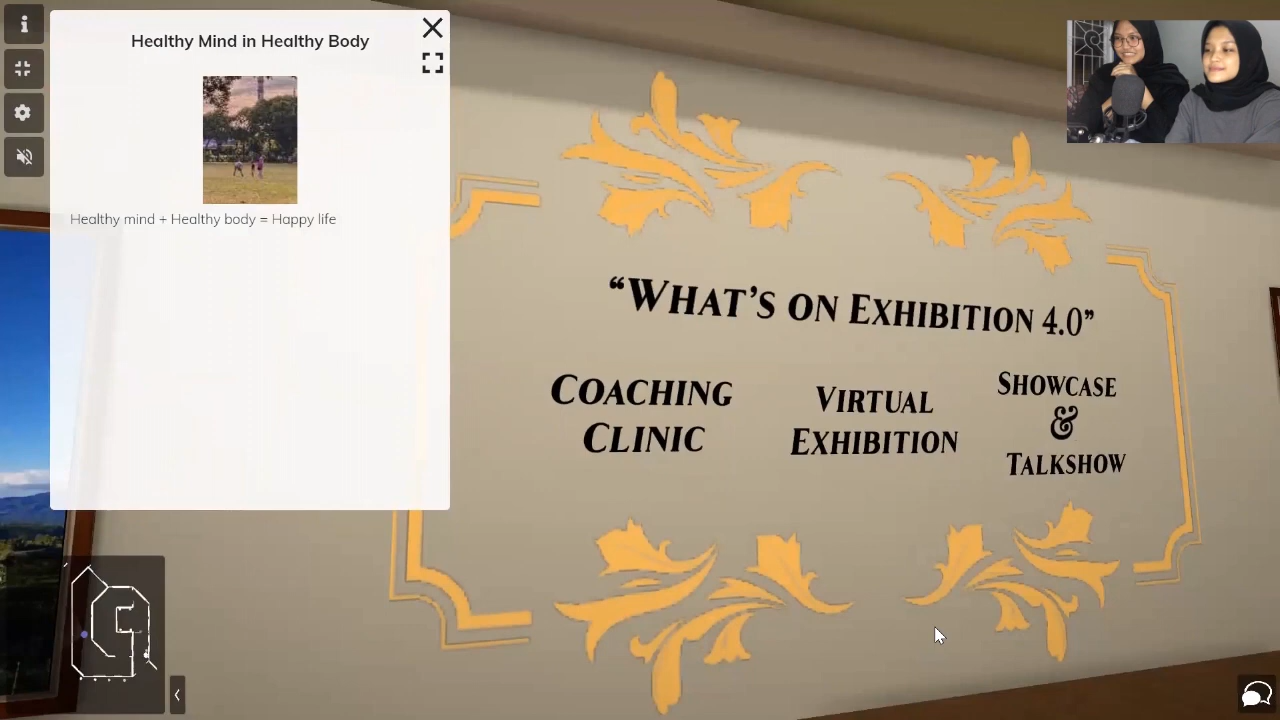 Healthy Mind in Healthy Body
Healthy mind + Healthy body = Happy life
“What’s on Exhibition 4.0”
Coaching
Clinic
Virtual
Exhibition
Showcase
&
Talkshow